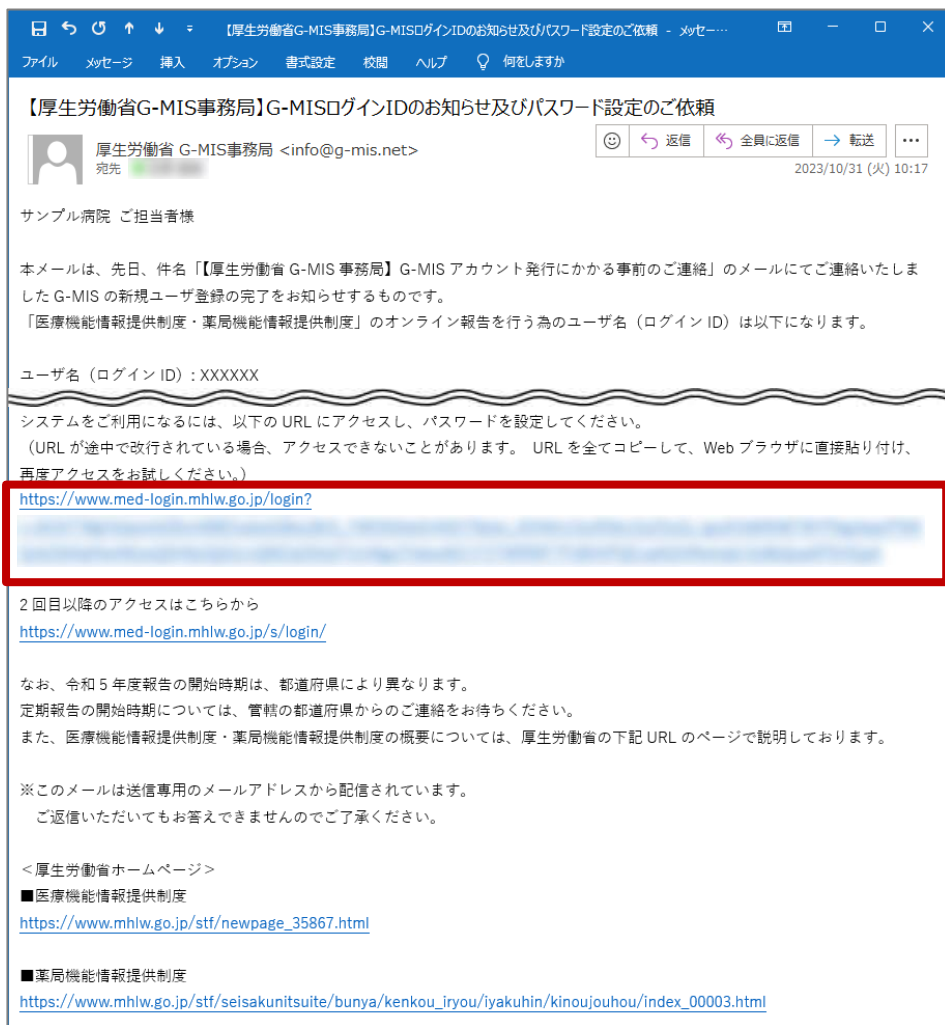 【厚生労働省G-MIS事務局】G-MISログインIDのお知らせ及びパスワード設定のご依頼 - メッセー…
ファイル メッセージ 挿入 オプション 書式設定 校閲 ヘルプ 何をしますか
【厚生労働省G-MIS事務局】G-MISログインIDのお知らせ及びパスワード設定のご依頼
厚生労働省 G-MIS事務局 <info@g-mis.net>
返信 全員に返信 転送 …
宛先
2023/10/31 (火) 10:17
サンプル病院 ご担当者様
本メールは、先日、件名「【厚生労働省 G-MIS 事務局】G-MIS アカウント発行にかかる事前のご連絡」のメールにてご連絡いたしま
した G-MIS の新規ユーザ登録の完了をお知らせするものです。
「医療機能情報提供制度・薬局機能情報提供制度」のオンライン報告を行う為のユーザ名（ログイン ID）は以下になります。
ユーザ名（ログイン ID）: XXXXXX
システムをご利用になるには、以下の URL にアクセスし、パスワードを設定してください。
（URL が途中で改行されている場合、アクセスできないことがあります。 URL を全てコピーして、Web ブラウザに直接貼り付け、
再度アクセスをお試しください。）
https://www.med-login.mhlw.go.jp/login?
2 回目以降のアクセスはこちらから
https://www.med-login.mhlw.go.jp/s/login/
なお、令和 5 年度報告の開始時期は、都道府県により異なります。
定期報告の開始時期については、管轄の都道府県からのご連絡をお待ちください。
また、医療機能情報提供制度・薬局機能情報提供制度の概要については、厚生労働省の下記 URL のページで説明しております。
※このメールは送信専用のメールアドレスから配信されています。
ご返信いただいてもお答えできませんのでご了承ください。
＜厚生労働省ホームページ＞
■医療機能情報提供制度
https://www.mhlw.go.jp/stf/newpage_35867.html
■薬局機能情報提供制度
https://www.mhlw.go.jp/stf/seisakunitsuite/bunya/kenkou_iryou/iyakuhin/kinoujouhou/index_00003.html